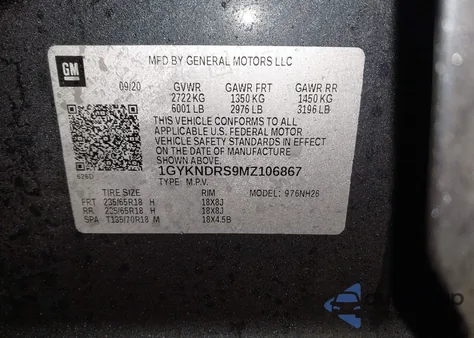 GM
MFD BY GENERAL MOTORS LLC
09/20 GVWR GAWR FRT GAWR RR
2722 KG 1350 KG 1450 KG
6001 LB 2976 LB 3196 LB
THIS VEHICLE CONFORMS TO ALL
APPLICABLE U.S. FEDERAL MOTOR
VEHICLE SAFETY STANDARDS IN EFFECT
ON THE DATE OF MANUFACTURE
SHOWN ABOVE.
1GYKNDRS9MZ106867
TYPE: M.P.V. MODEL: 976NH26
TIRE SIZE RIM
FRT 235/65R18 H 18X8J
RR 235/65R18 H 18X8J
SPA T135/70R18 M 18X4.5B